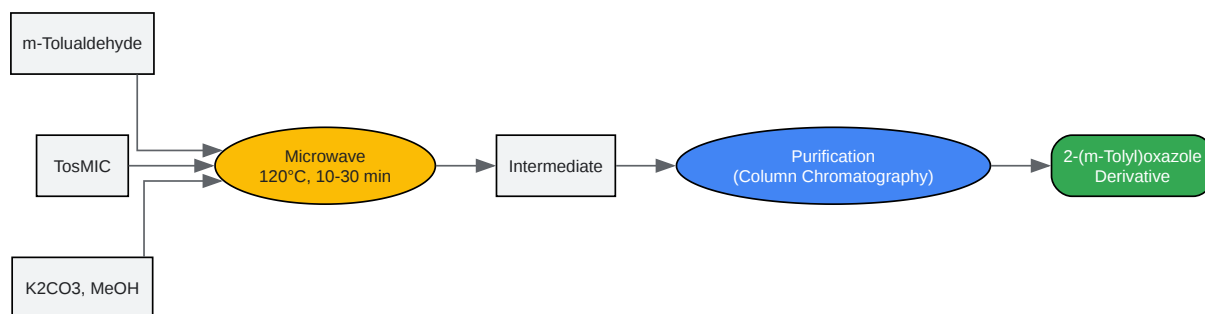 m-Tolualdehyde
TosMIC
K2CO3, MeOH
Microwave
120°C, 10-30 min
Intermediate
Purification
(Column Chromatography)
2-(m-Tolyl)oxazole
Derivative